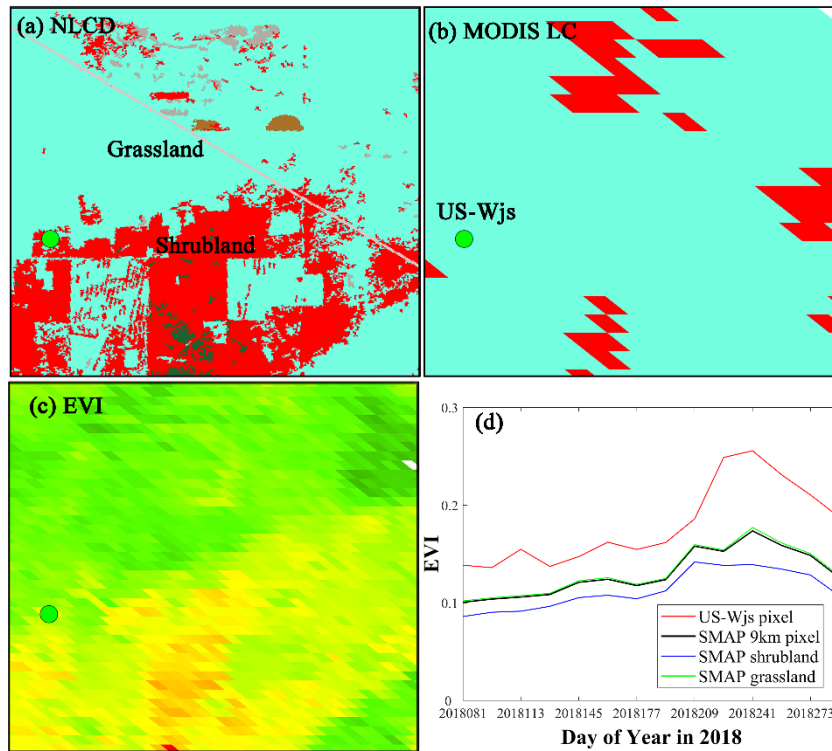 (a) NLCD
Grassland
Shrubland
(b) MODIS LC
US-Wjs
(c) EVI
(d)
0.3
0.2
0.1
0
EVI
US-Wjs pixel
SMAP 9km pixel
SMAP shrubland
SMAP grassland
2018081 2018113 2018145 2018177 2018209 2018241 2018273
Day of Year in 2018